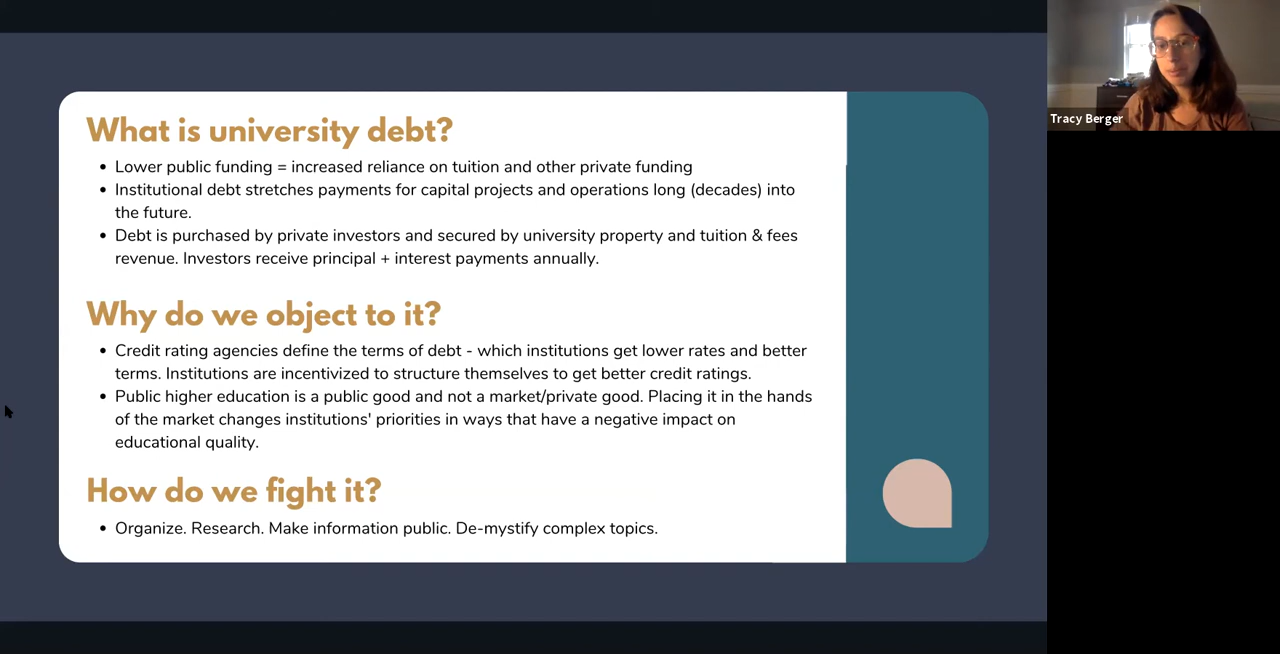 What is university debt?
• Lower public funding = increased reliance on tuition and other private funding
• Institutional debt stretches payments for capital projects and operations long (decades) into
the future.
• Debt is purchased by private investors and secured by university property and tuition & fees
revenue. Investors receive principal + interest payments annually.
Why do we object to it?
• Credit rating agencies define the terms of debt - which institutions get lower rates and better
terms. Institutions are incentivized to structure themselves to get better credit ratings.
• Public higher education is a public good and not a market/private good. Placing it in the hands
of the market changes institutions' priorities in ways that have a negative impact on
educational quality.
How do we fight it?
• Organize. Research. Make information public. De-mystify complex topics.
Tracy Berger